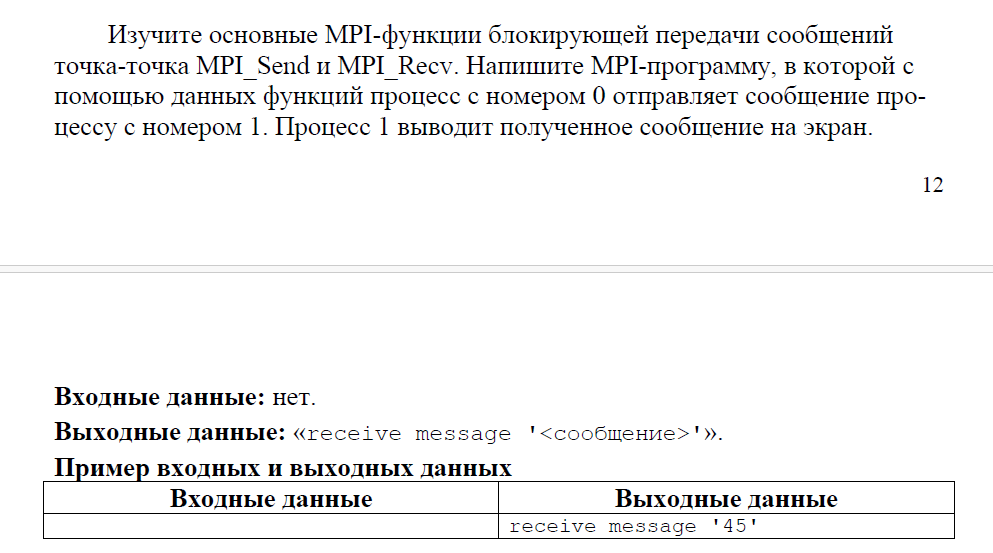 Изучите основные MPI-функции блокирующей передачи сообщений
точка-точка MPI_Send и MPI_Recv. Напишите MPI-программу, в которой с
помощью данных функций процесс с номером 0 отправляет сообщение про-
цессу с номером 1. Процесс 1 выводит полученное сообщение на экран.
12
Входные данные: нет.
Выходные данные: «receive message '<сообщение>'».
Пример входных и выходных данных
Входные данные Выходные данные
receive message '45'